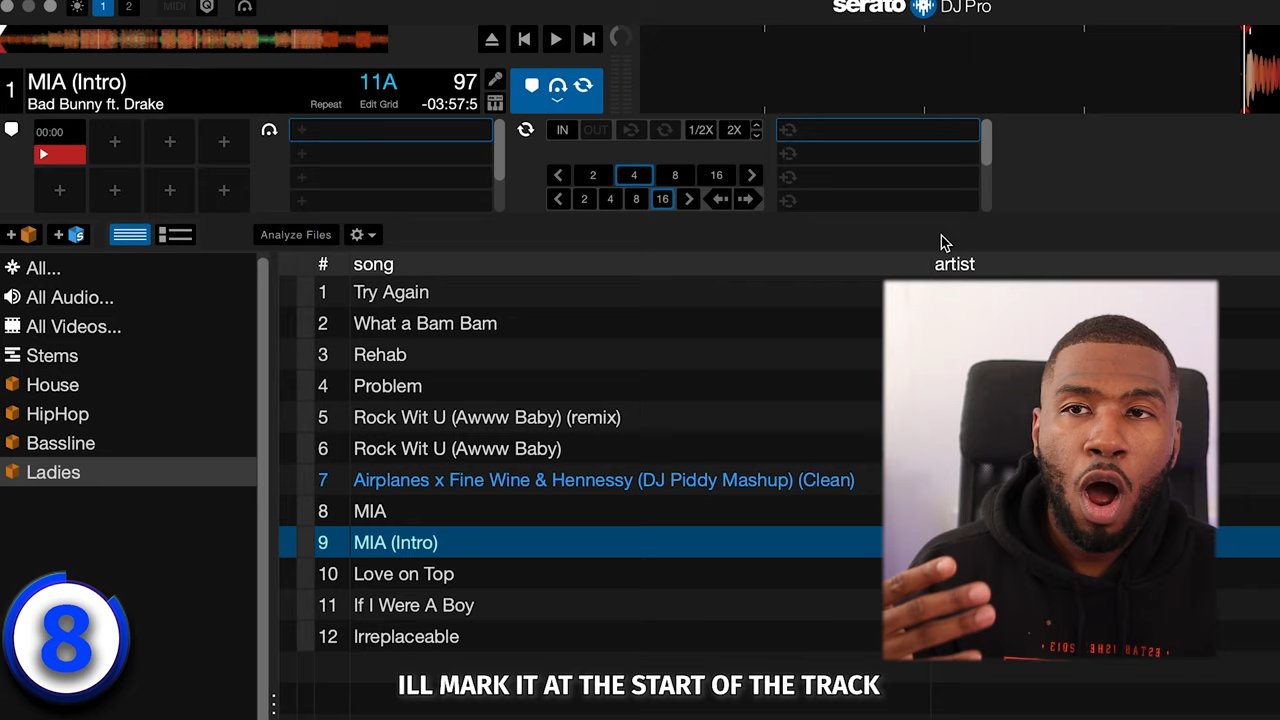 1
2
MIDI
serato DJ Pro
1
MIA (Intro)
11A
97
Bad Bunny ft. Drake
Repeat
Edit Grid
-03:57:5
00:00
IN
OUT
1/2X
2X
2
4
8
16
2
4
8
16
Analyze Files
All...
All Audio...
All Videos...
Stems
House
HipHop
Bassline
Ladies
# song artist
1 Try Again
2 What a Bam Bam
3 Rehab
4 Problem
5 Rock Wit U (Awww Baby) (remix)
6 Rock Wit U (Awww Baby)
7 Airplanes x Fine Wine & Hennessy (DJ Piddy Mashup) (Clean)
8 MIA
9 MIA (Intro)
10 Love on Top
11 If I Were A Boy
12 Irreplaceable
8
ILL MARK IT AT THE START OF THE TRACK